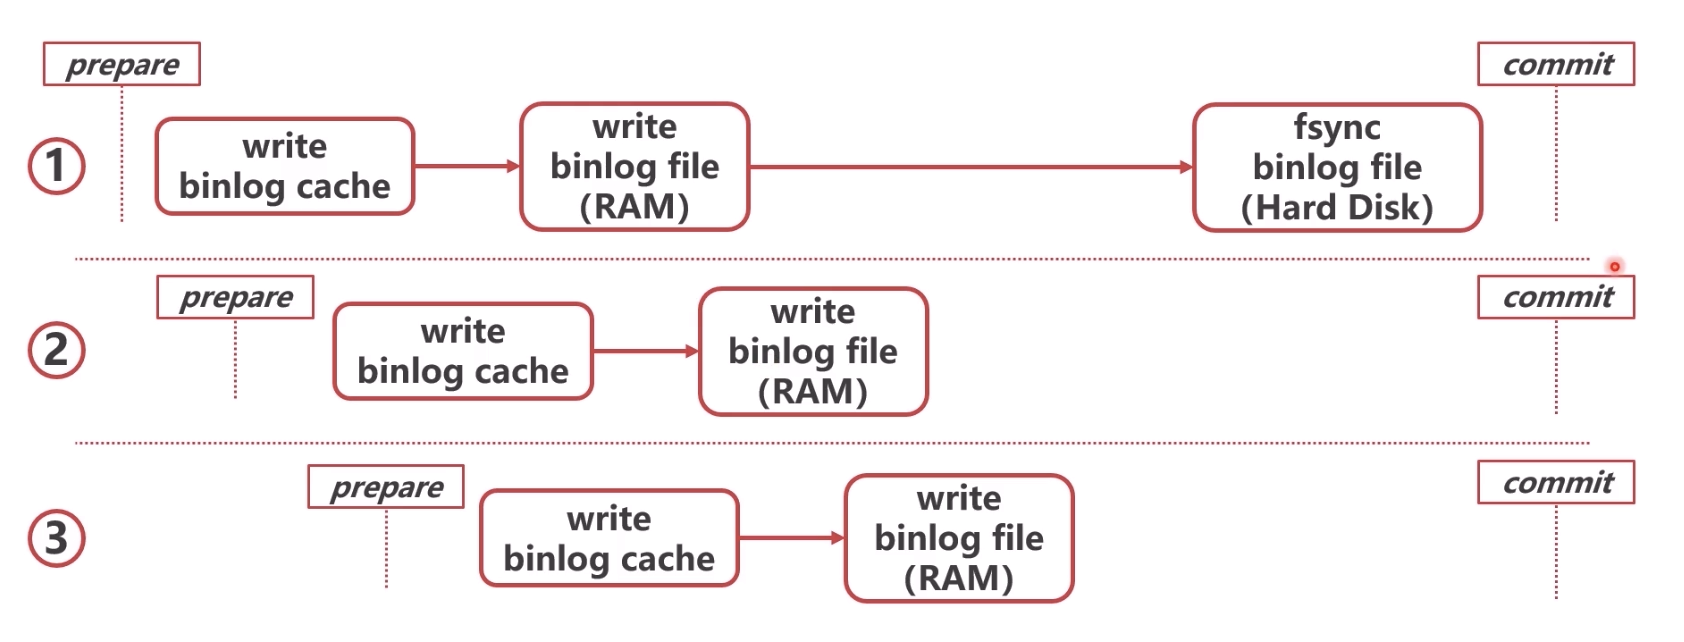 prepare
commit
1
write
binlog cache
write
binlog file
(RAM)
fsync
binlog file
(Hard Disk)
prepare
commit
2
write
binlog cache
write
binlog file
(RAM)
prepare
commit
3
write
binlog cache
write
binlog file
(RAM)